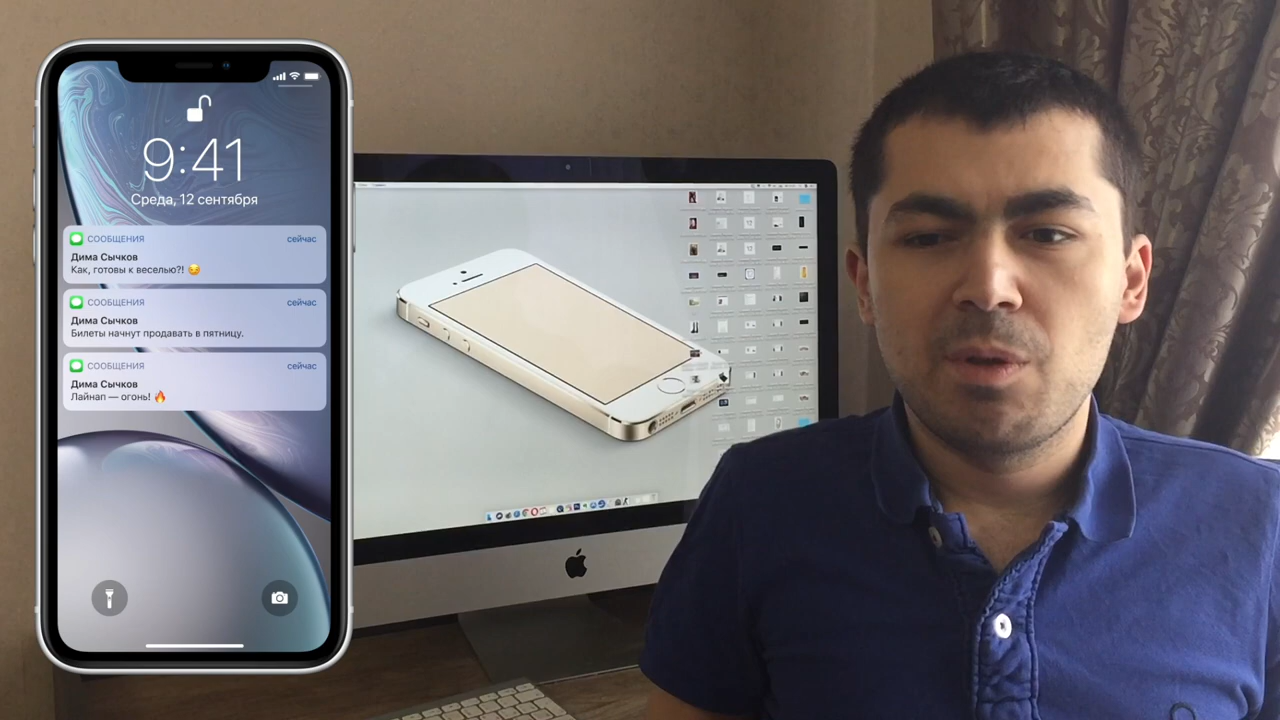 9:41
Среда, 12 сентября
СООБЩЕНИЯ сейчас
Дима Сычков
Как, готовы к веселью?! 😏
СООБЩЕНИЯ сейчас
Дима Сычков
Билеты начнут продавать в пятницу.
СООБЩЕНИЯ сейчас
Дима Сычков
Лайнап — огонь! 🔥